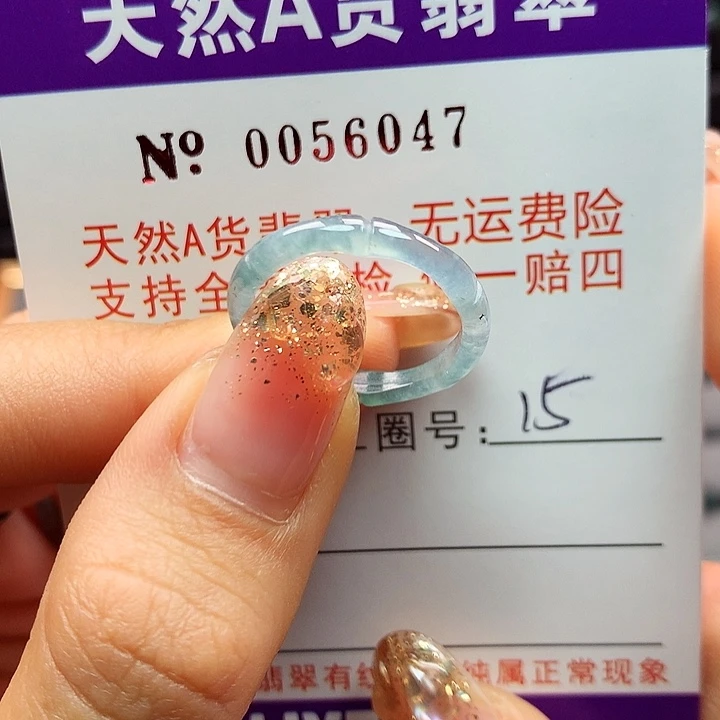 天然A货翡翠
No. 0056047
天然A货翡翠 无运费险
支持全 检 一赔四
圈号: 15
翡翠有纹 纯属正常现象